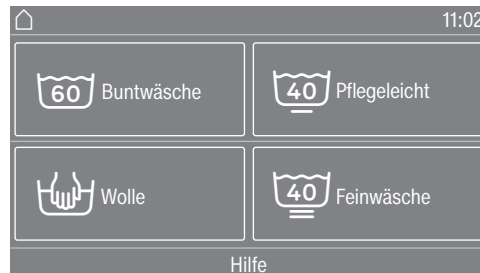 11:02
60 Buntwäsche
40 Pflegeleicht
Wolle
40 Feinwäsche
Hilfe